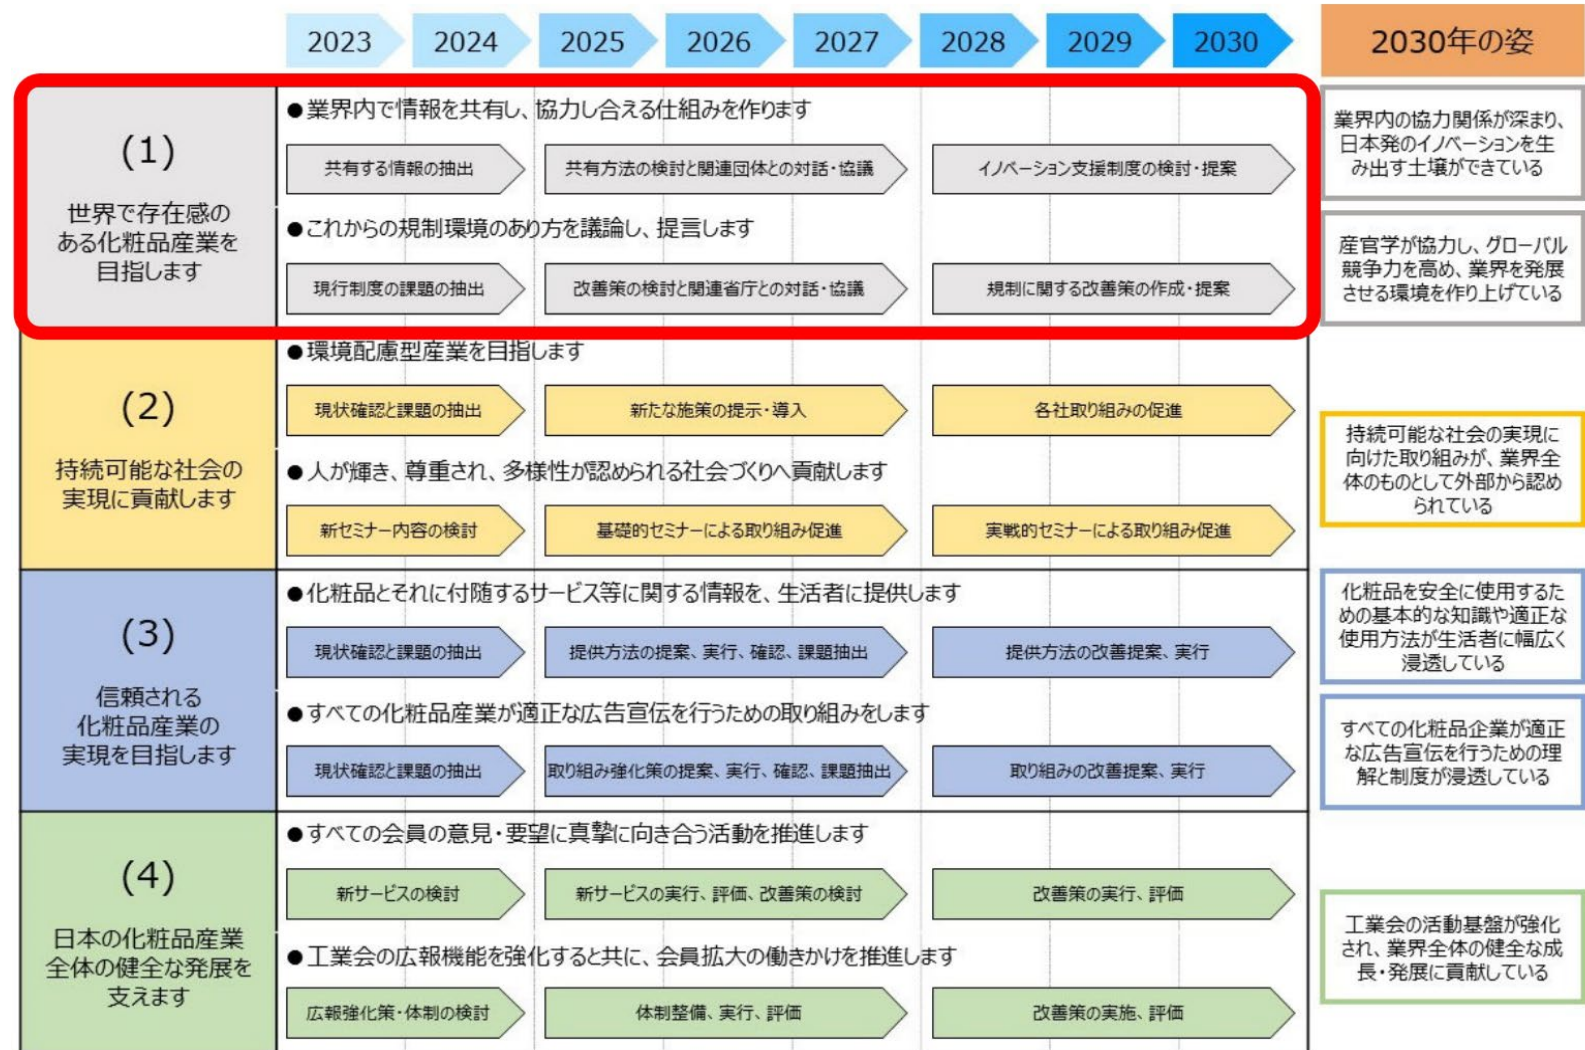 2023 2024 2025 2026 2027 2028 2029 2030 2030年の姿
(1)
世界で存在感の
ある化粧品産業を
目指します
●業界内で情報を共有し、協力し合える仕組みを作ります
共有する情報の抽出 共有方法の検討と関連団体との対話・協議 イノベーション支援制度の検討・提案
●これからの規制環境のあり方を議論し、提言します
現行制度の課題の抽出 改善策の検討と関連省庁との対話・協議 規制に関する改善策の作成・提案
業界内の協力関係が深まり、
日本発のイノベーションを生
み出す土壌ができている
産官学が協力し、グローバル
競争力を高め、業界を発展
させる環境を作り上げている
(2)
持続可能な社会の
実現に貢献します
●環境配慮型産業を目指します
現状確認と課題の抽出 新たな施策の提示・導入 各社取り組みの促進
●人が輝き、尊重され、多様性が認められる社会づくりへ貢献します
新セミナー内容の検討 基礎的セミナーによる取り組み促進 実戦的セミナーによる取り組み促進
持続可能な社会の実現に
向けた取り組みが、業界全
体のものとして外部から認め
られている
(3)
信頼される
化粧品産業の
実現を目指します
●化粧品とそれに付随するサービス等に関する情報を、生活者に提供します
現状確認と課題の抽出 提供方法の提案、実行、確認、課題抽出 提供方法の改善提案、実行
●すべての化粧品産業が適正な広告宣伝を行うための取り組みをします
現状確認と課題の抽出 取り組み強化策の提案、実行、確認、課題抽出 取り組みの改善提案、実行
化粧品を安全に使用するた
めの基本的な知識や適正な
使用方法が生活者に幅広く
浸透している
すべての化粧品企業が適正
な広告宣伝を行うための理
解と制度が浸透している
(4)
日本の化粧品産業
全体の健全な発展を
支えます
●すべての会員の意見・要望に真摯に向き合う活動を推進します
新サービスの検討 新サービスの実行、評価、改善策の検討 改善策の実行、評価
●工業会の広報機能を強化すると共に、会員拡大の働きかけを推進します
広報強化策・体制の検討 体制整備、実行、評価 改善策の実施、評価
工業会の活動基盤が強化
され、業界全体の健全な成
長・発展に貢献している